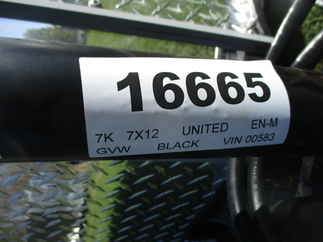 16665
7K 7X12 UNITED EN-M
GVW BLACK VIN 00583